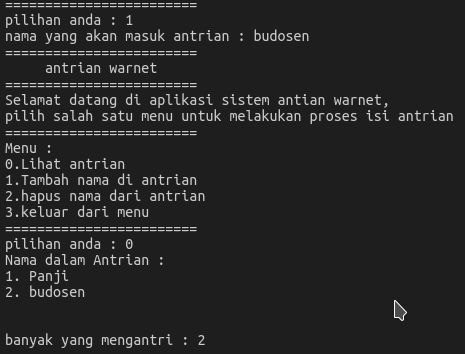 ========================
pilihan anda : 1
nama yang akan masuk antrian : budosen
========================
antrian warnet
========================
Selamat datang di aplikasi sistem antian warnet,
pilih salah satu menu untuk melakukan proses isi antrian
========================
Menu :
0.Lihat antrian
1.Tambah nama di antrian
2.hapus nama dari antrian
3.keluar dari menu
========================
pilihan anda : 0
Nama dalam Antrian :
1. Panji
2. budosen
banyak yang mengantri : 2